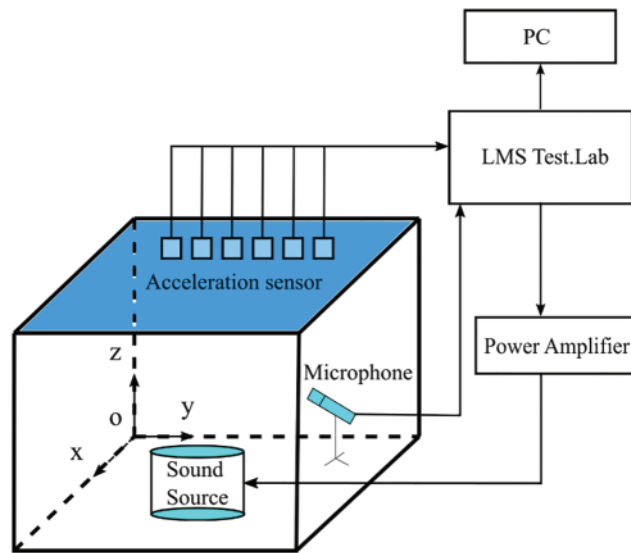 PC
LMS Test.Lab
Acceleration sensor
Power Amplifier
Microphone
z
o
y
x
Sound
Source